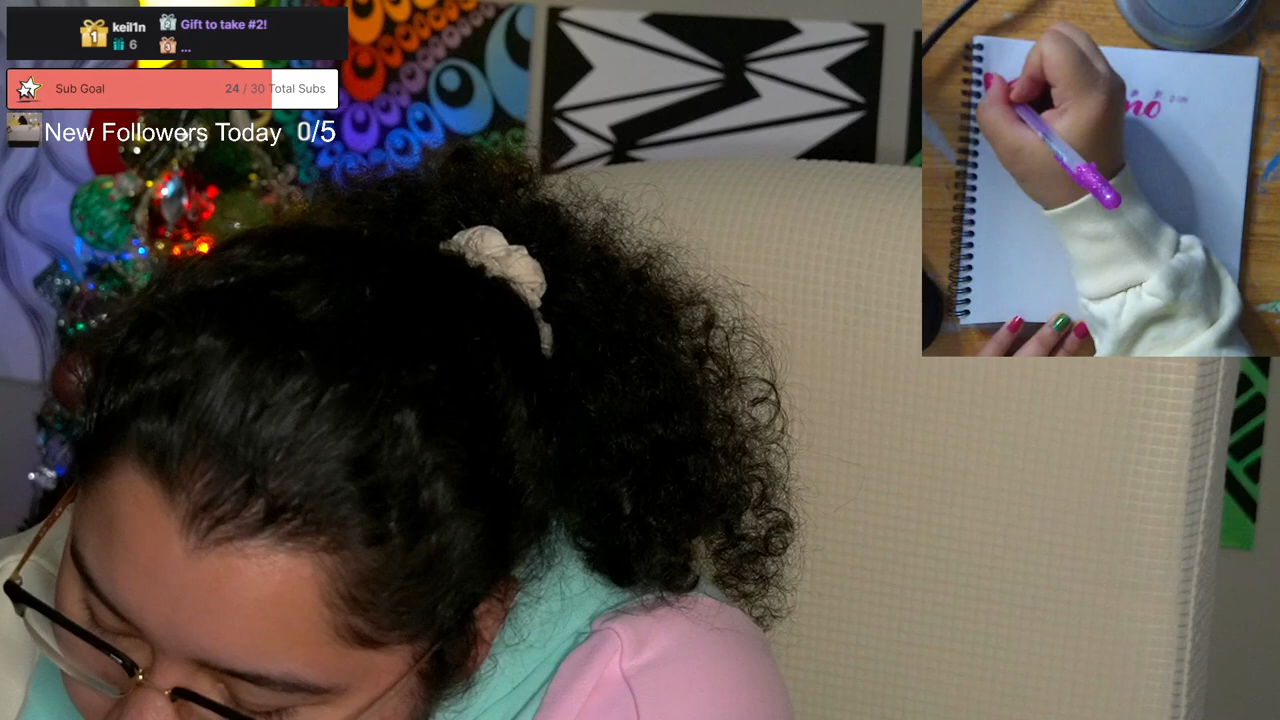 keil1n
6
Gift to take #2!
...
Sub Goal
24 / 30 Total Subs
New Followers Today 0/5